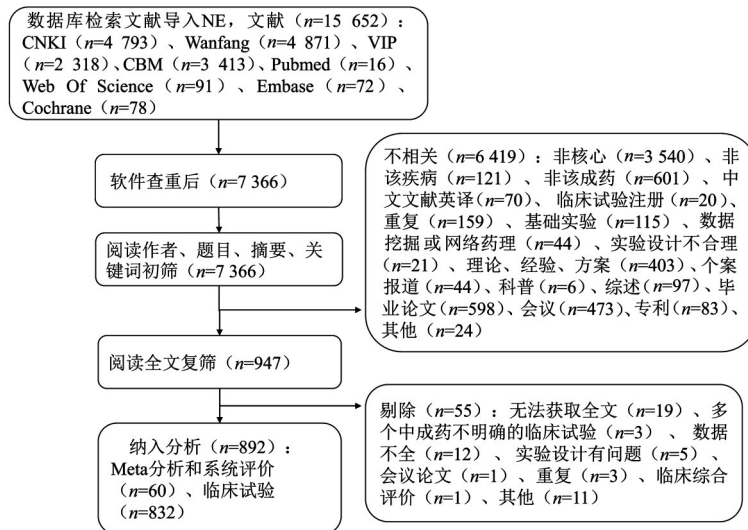 数据库检索文献导入NE，文献（n=15 652）：
CNKI（n=4 793）、Wanfang（n=4 871）、VIP
（n=2 318）、CBM（n=3 413）、Pubmed（n=16）、
Web Of Science（n=91）、Embase（n=72）、
Cochrane（n=78）
软件查重后（n=7 366）
阅读作者、题目、摘要、关
键词初筛（n=7 366）
不相关（n=6 419）：非核心（n=3 540）、非
该疾病（n=121）、非该成药（n=601）、中
文文献英译（n=70）、临床试验注册（n=20）、
重复（n=159）、基础实验（n=115）、数据
挖掘或网络药理（n=44）、实验设计不合理
（n=21）、理论、经验、方案（n=403）、个案
报道（n=44）、科普（n=6）、综述（n=97）、毕
业论文（n=598）、会议（n=473）、专利（n=83）、
其他（n=24）
阅读全文复筛（n=947）
剔除（n=55）：无法获取全文（n=19）、多
个中成药不明确的临床试验（n=3）、数据
不全（n=12）、实验设计有问题（n=5）、
会议论文（n=1）、重复（n=3）、临床综合
评价（n=1）、其他（n=11）
纳入分析（n=892）：
Meta分析和系统评价
（n=60）、临床试验
（n=832）